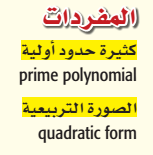 المفردات
كثيرة حدود أولية
prime polynomial
الصورة التربيعية
quadratic form